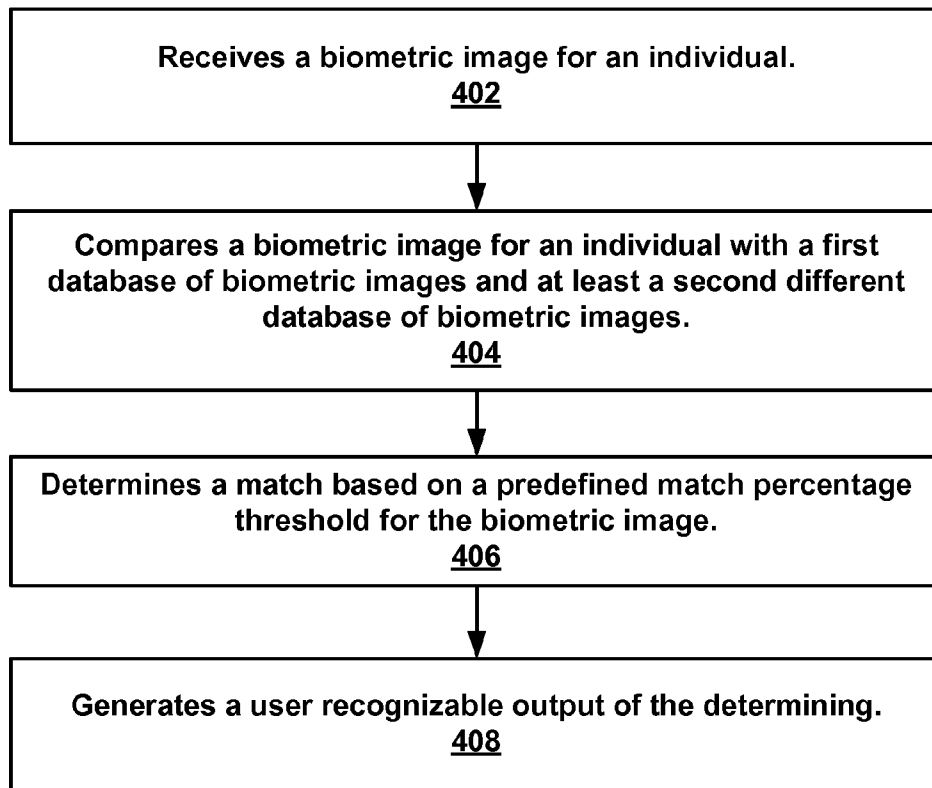 Receives a biometric image for an individual.
402
Compares a biometric image for an individual with a first
database of biometric images and at least a second different
database of biometric images.
404
Determines a match based on a predefined match percentage
threshold for the biometric image.
406
Generates a user recognizable output of the determining.
408